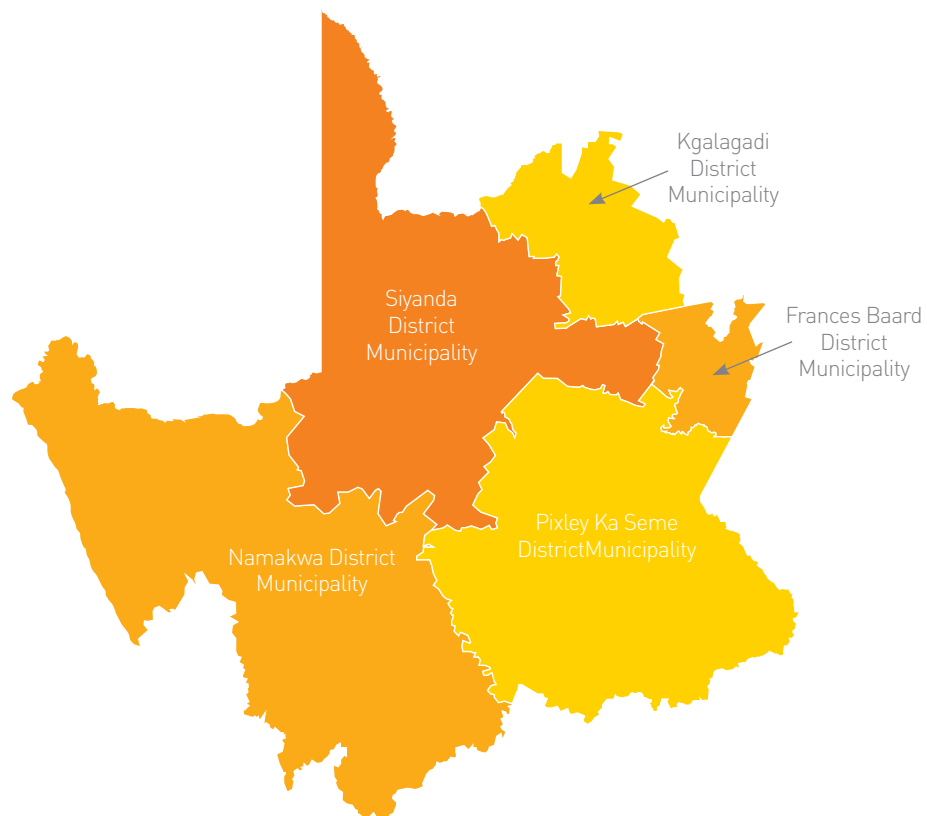 Kgalagadi
District
Municipality
Siyanda
District
Municipality
Frances Baard
District
Municipality
Pixley Ka Seme
DistrictMunicipality
Namakwa District
Municipality